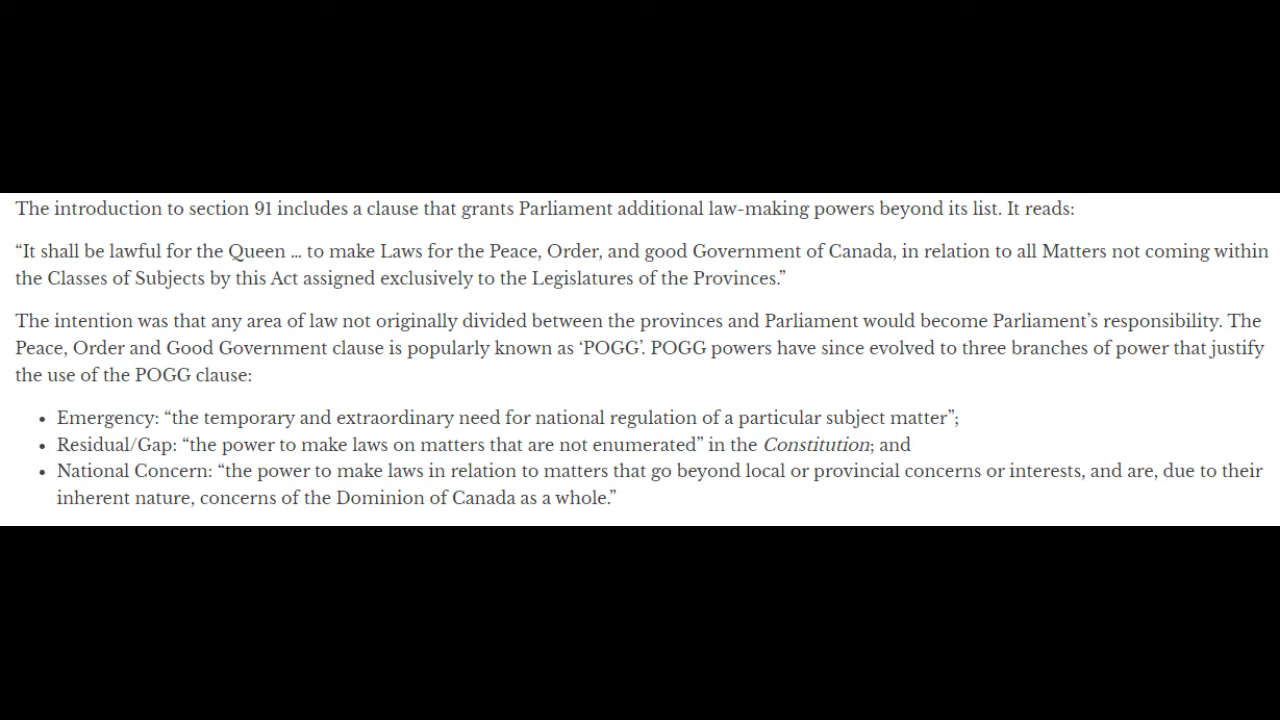 The introduction to section 91 includes a clause that grants Parliament additional law-making powers beyond its list. It reads:
“It shall be lawful for the Queen ... to make Laws for the Peace, Order, and good Government of Canada, in relation to all Matters not coming within
the Classes of Subjects by this Act assigned exclusively to the Legislatures of the Provinces.”
The intention was that any area of law not originally divided between the provinces and Parliament would become Parliament’s responsibility. The
Peace, Order and Good Government clause is popularly known as ‘POGG’. POGG powers have since evolved to three branches of power that justify
the use of the POGG clause:
• Emergency: “the temporary and extraordinary need for national regulation of a particular subject matter”;
• Residual/Gap: “the power to make laws on matters that are not enumerated” in the Constitution; and
• National Concern: “the power to make laws in relation to matters that go beyond local or provincial concerns or interests, and are, due to their
inherent nature, concerns of the Dominion of Canada as a whole.”